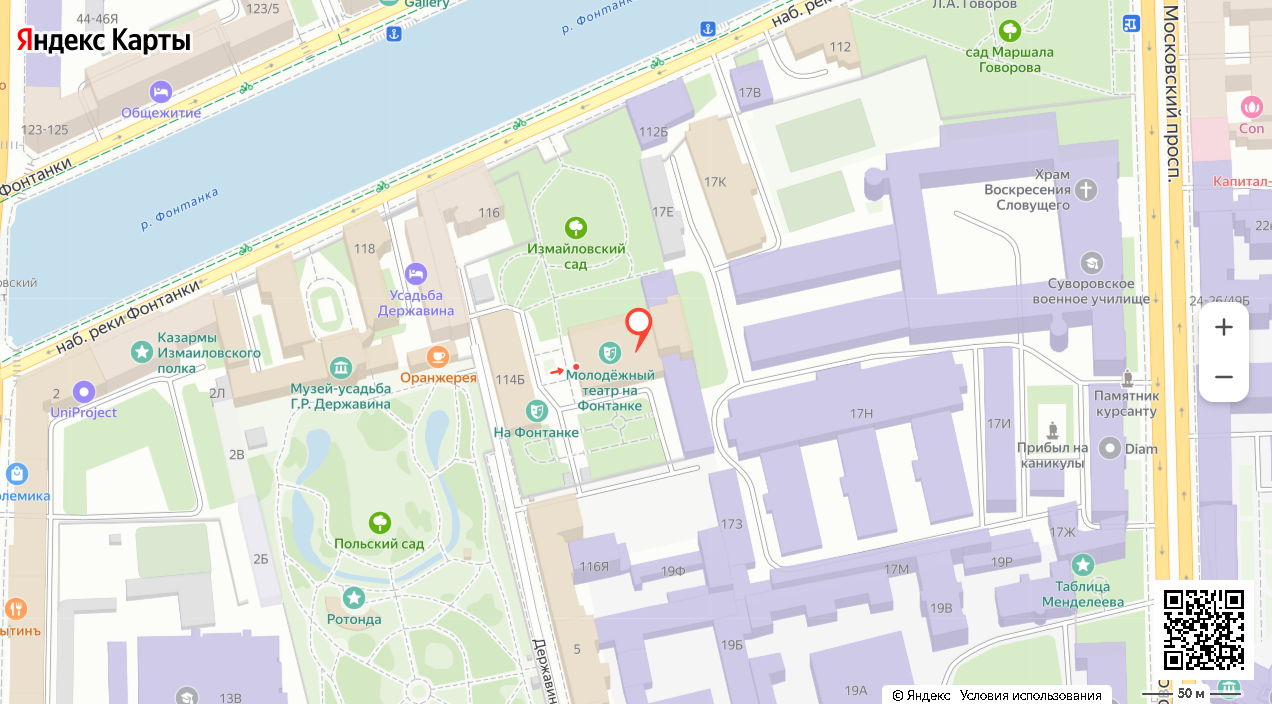 44-46Я
123/5
Gallery
Яндекс Карты
р. Фонтанка
наб. реки
Л.А. Говоров
112
сад Маршала
Говорова
Московский просп.
Общежитие
17В
Con
123-125
112Б
Фонтанки
17К
Храм
Воскресения
Словущего
Капитал-
р. Фонтанка
116
17Е
118
Измайловский
сад
Усадьба
Державина
Суворовское
военное училище
24-26/49Б
наб. реки Фонтанки
Казармы
Измайловского
полка
Оранжерея
114Б
Молодёжный
театр на
Фонтанке
Музей-усадьба
Г.Р. Державина
2
2Л
UniProject
На Фонтанке
17Н
17И
Памятник
курсанту
Прибыл на
каникулы
Diam
2В
173
17Ж
Польский сад
2Б
116Я
19Ф
17М
19Р
Таблица
Менделеева
Ротонда
19В
5
19Б
13В
19А
© Яндекс Условия использования
50 м